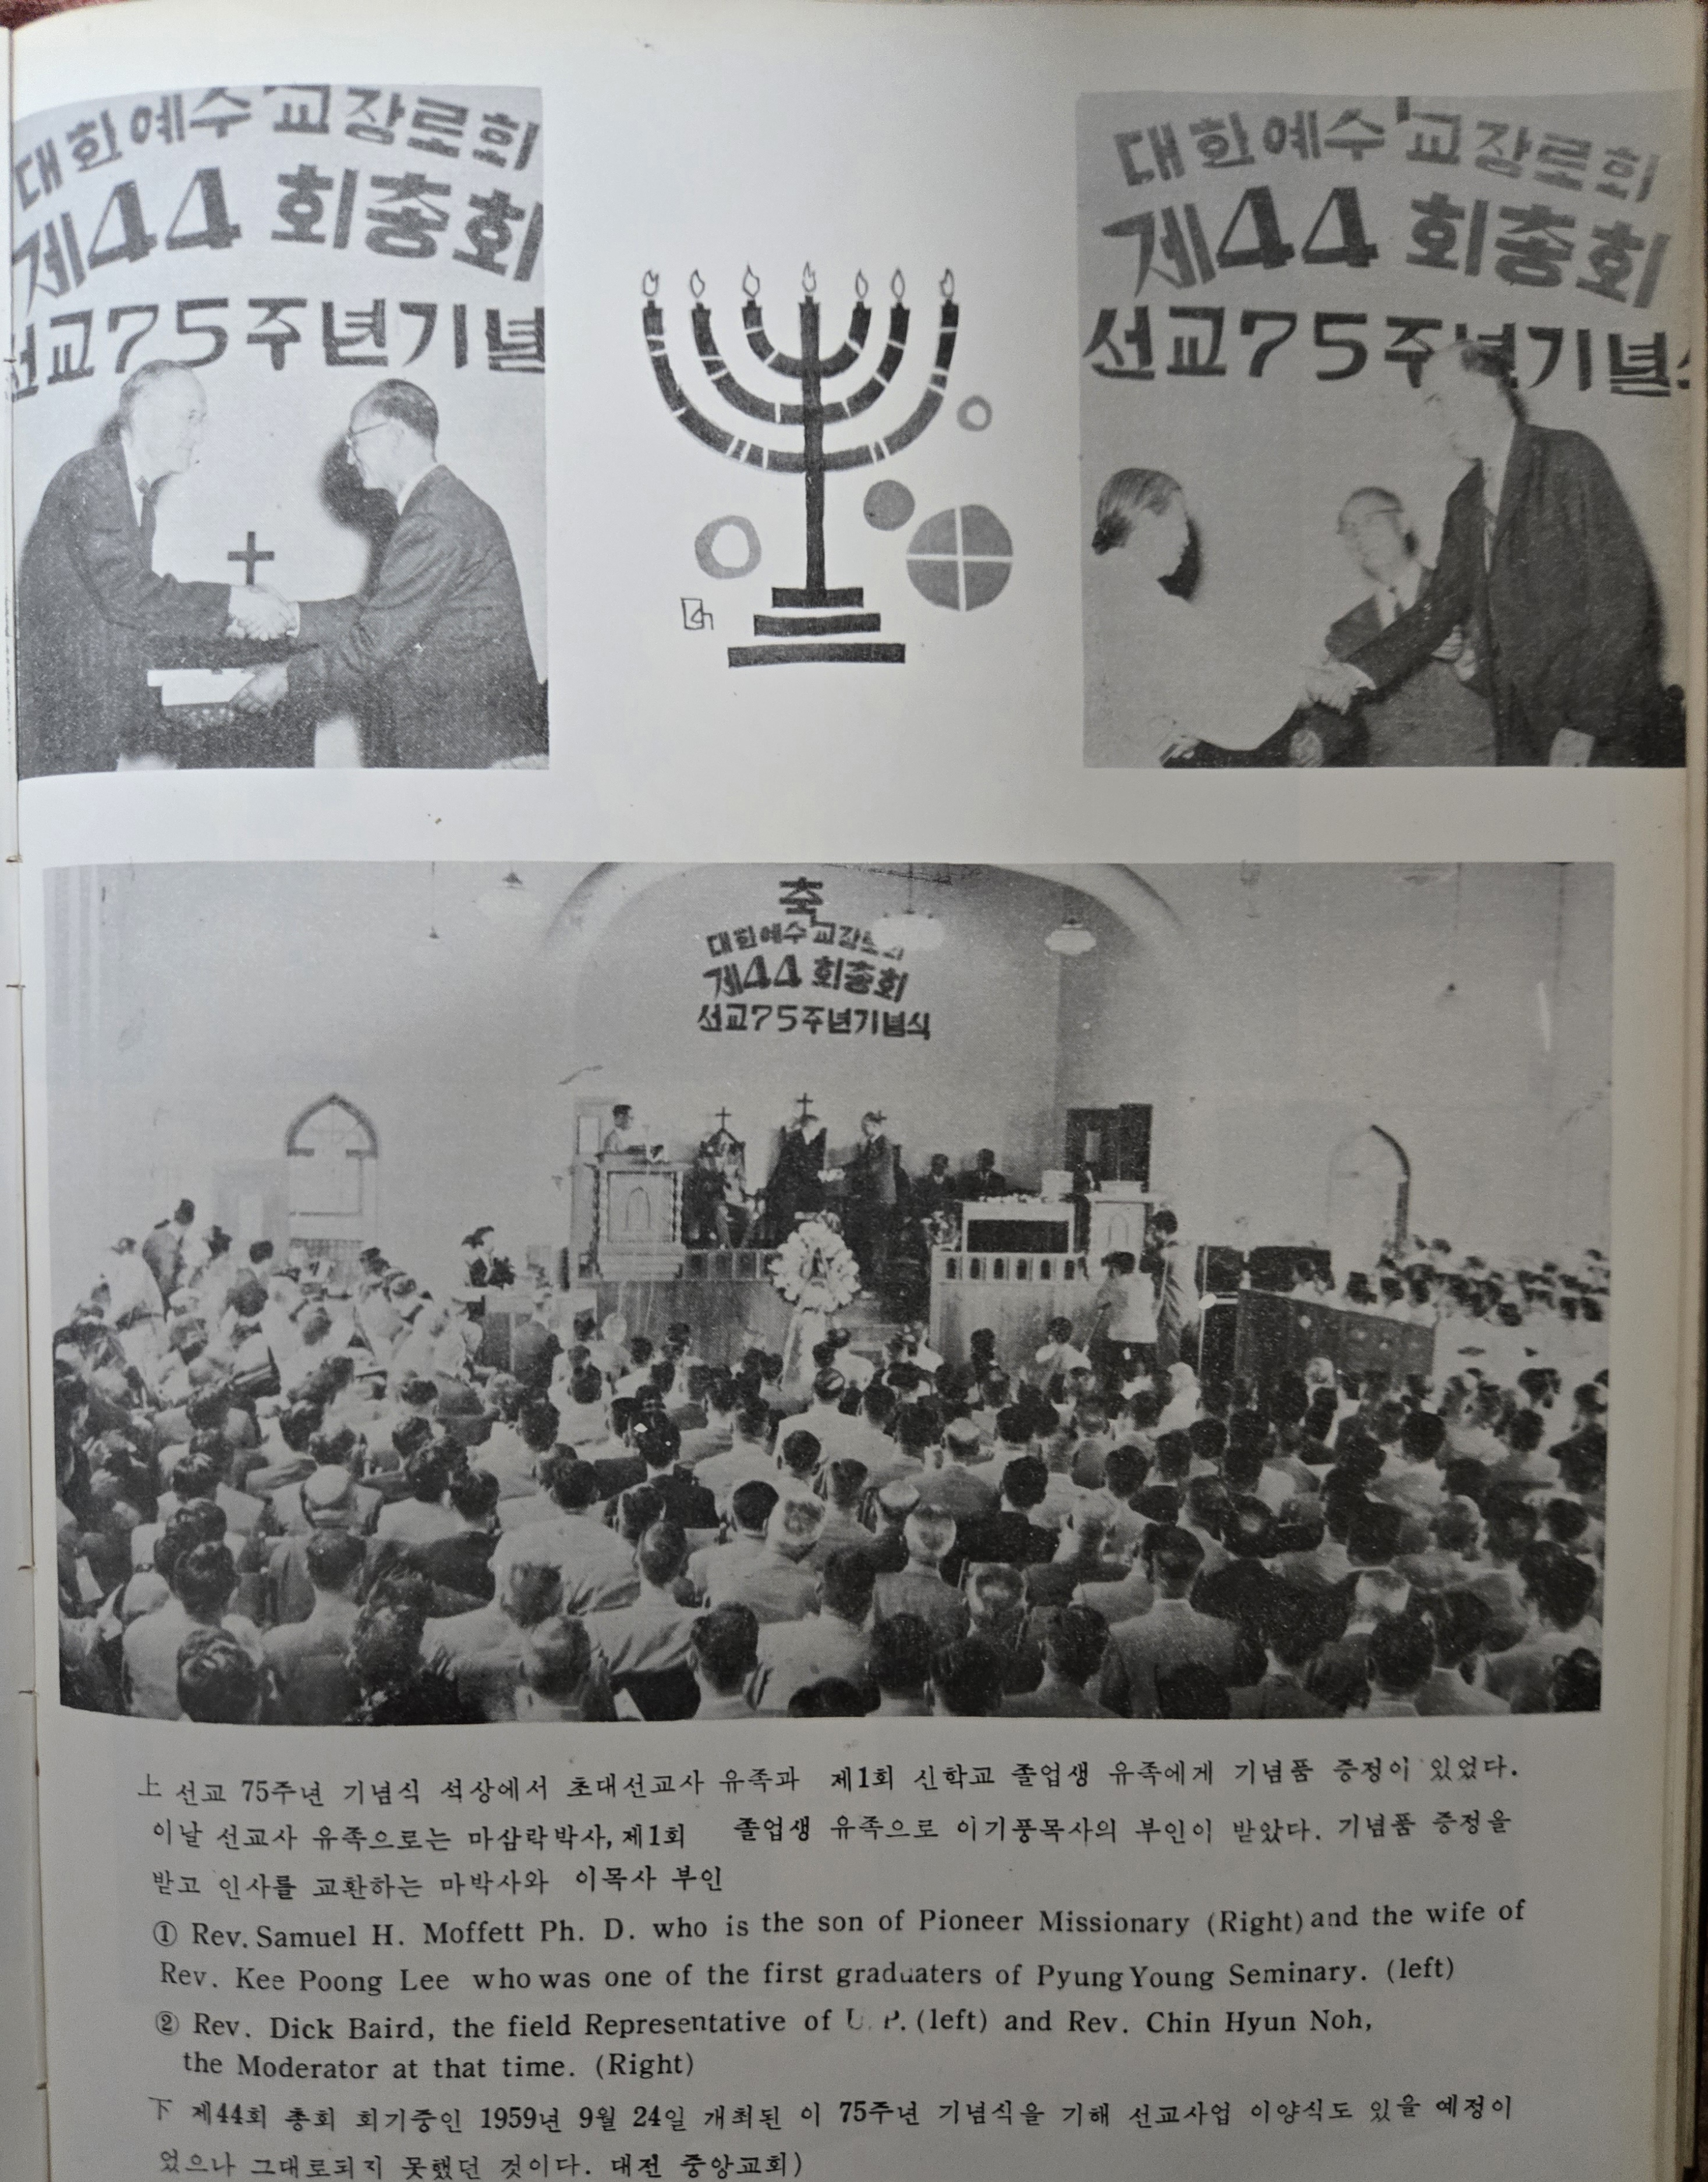 대한예수교장로회
제44회총회
선교75주년기념
대한예수교장로회
제44회총회
선교75주년기념
축
대한예수교장로회
제44회총회
선교75주년기념식
上 선교 75주년 기념식 석상에서 초대선교사 유족과 제1회 신학교 졸업생 유족에게 기념품 증정이 있었다.
이날 선교사 유족으로는 마삼락박사, 제1회 졸업생 유족으로 이기풍목사의 부인이 받았다. 기념품 증정을
받고 인사를 교환하는 마박사와 이목사 부인
① Rev. Samuel H. Moffett Ph. D. who is the son of Pioneer Missionary (Right) and the wife of
Rev. Kee Poong Lee who was one of the first graduaters of Pyung Young Seminary. (left)
② Rev. Dick Baird, the field Representative of U. P. (left) and Rev. Chin Hyun Noh,
the Moderator at that time. (Right)
下 제44회 총회 회기중인 1959년 9월 24일 개최된 이 75주년 기념식을 기해 선교사업 이양식도 있을 예정이
었으나 그대로되지 못했던 것이다. 대전 중앙교회)